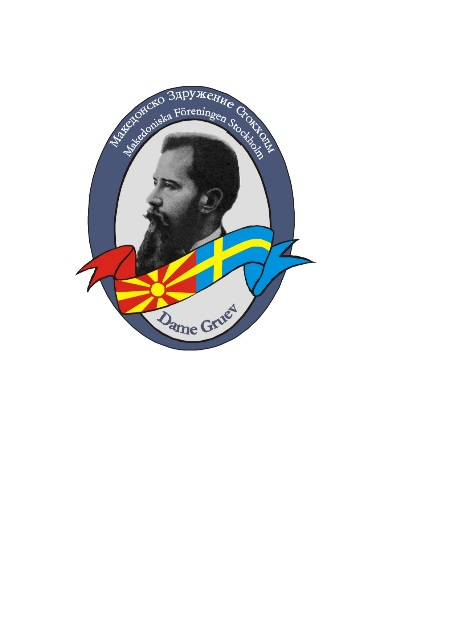 Македонско Здружение Стокхолм
Makedoniska Föreningen Stockholm
Dame Gruev